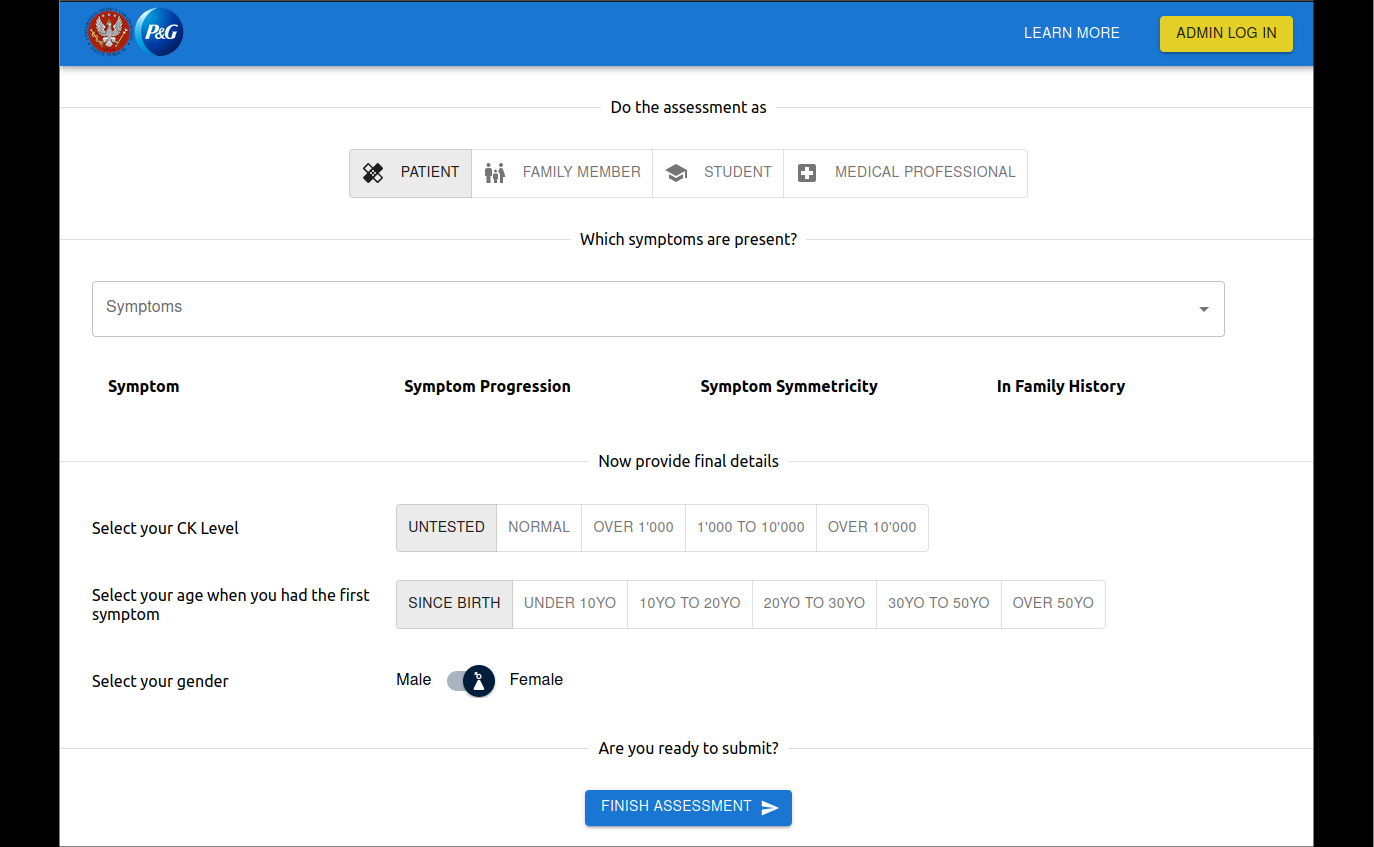 P&G
LEARN MORE
ADMIN LOG IN
Do the assessment as
PATIENT
FAMILY MEMBER
STUDENT
MEDICAL PROFESSIONAL
Which symptoms are present?
Symptoms
Symptom
Symptom Progression
Symptom Symmetricity
In Family History
Now provide final details
Select your CK Level
UNTESTED
NORMAL
OVER 1'000
1'000 TO 10'000
OVER 10'000
Select your age when you had the first
symptom
SINCE BIRTH
UNDER 10YO
10YO TO 20YO
20YO TO 30YO
30YO TO 50YO
OVER 50YO
Select your gender
Male
Female
Are you ready to submit?
FINISH ASSESSMENT